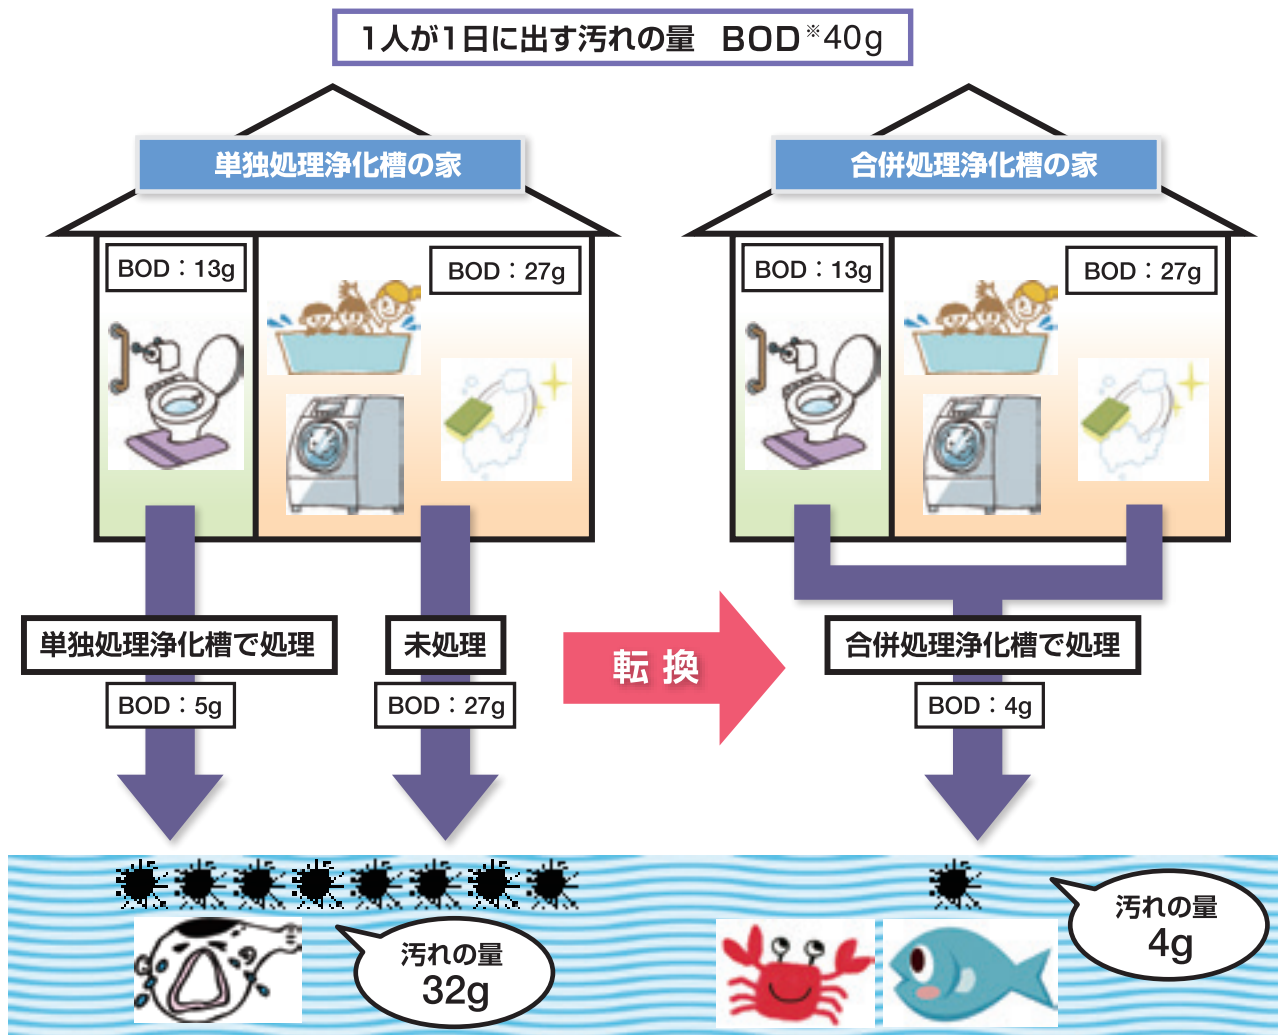 1人が1日に出す汚れの量 BOD※40g
単独処理浄化槽の家
BOD：13g
BOD：27g
単独処理浄化槽で処理
未処理
BOD：5g
BOD：27g
汚れの量
32g
転換
合併処理浄化槽の家
BOD：13g
BOD：27g
合併処理浄化槽で処理
BOD：4g
汚れの量
4g